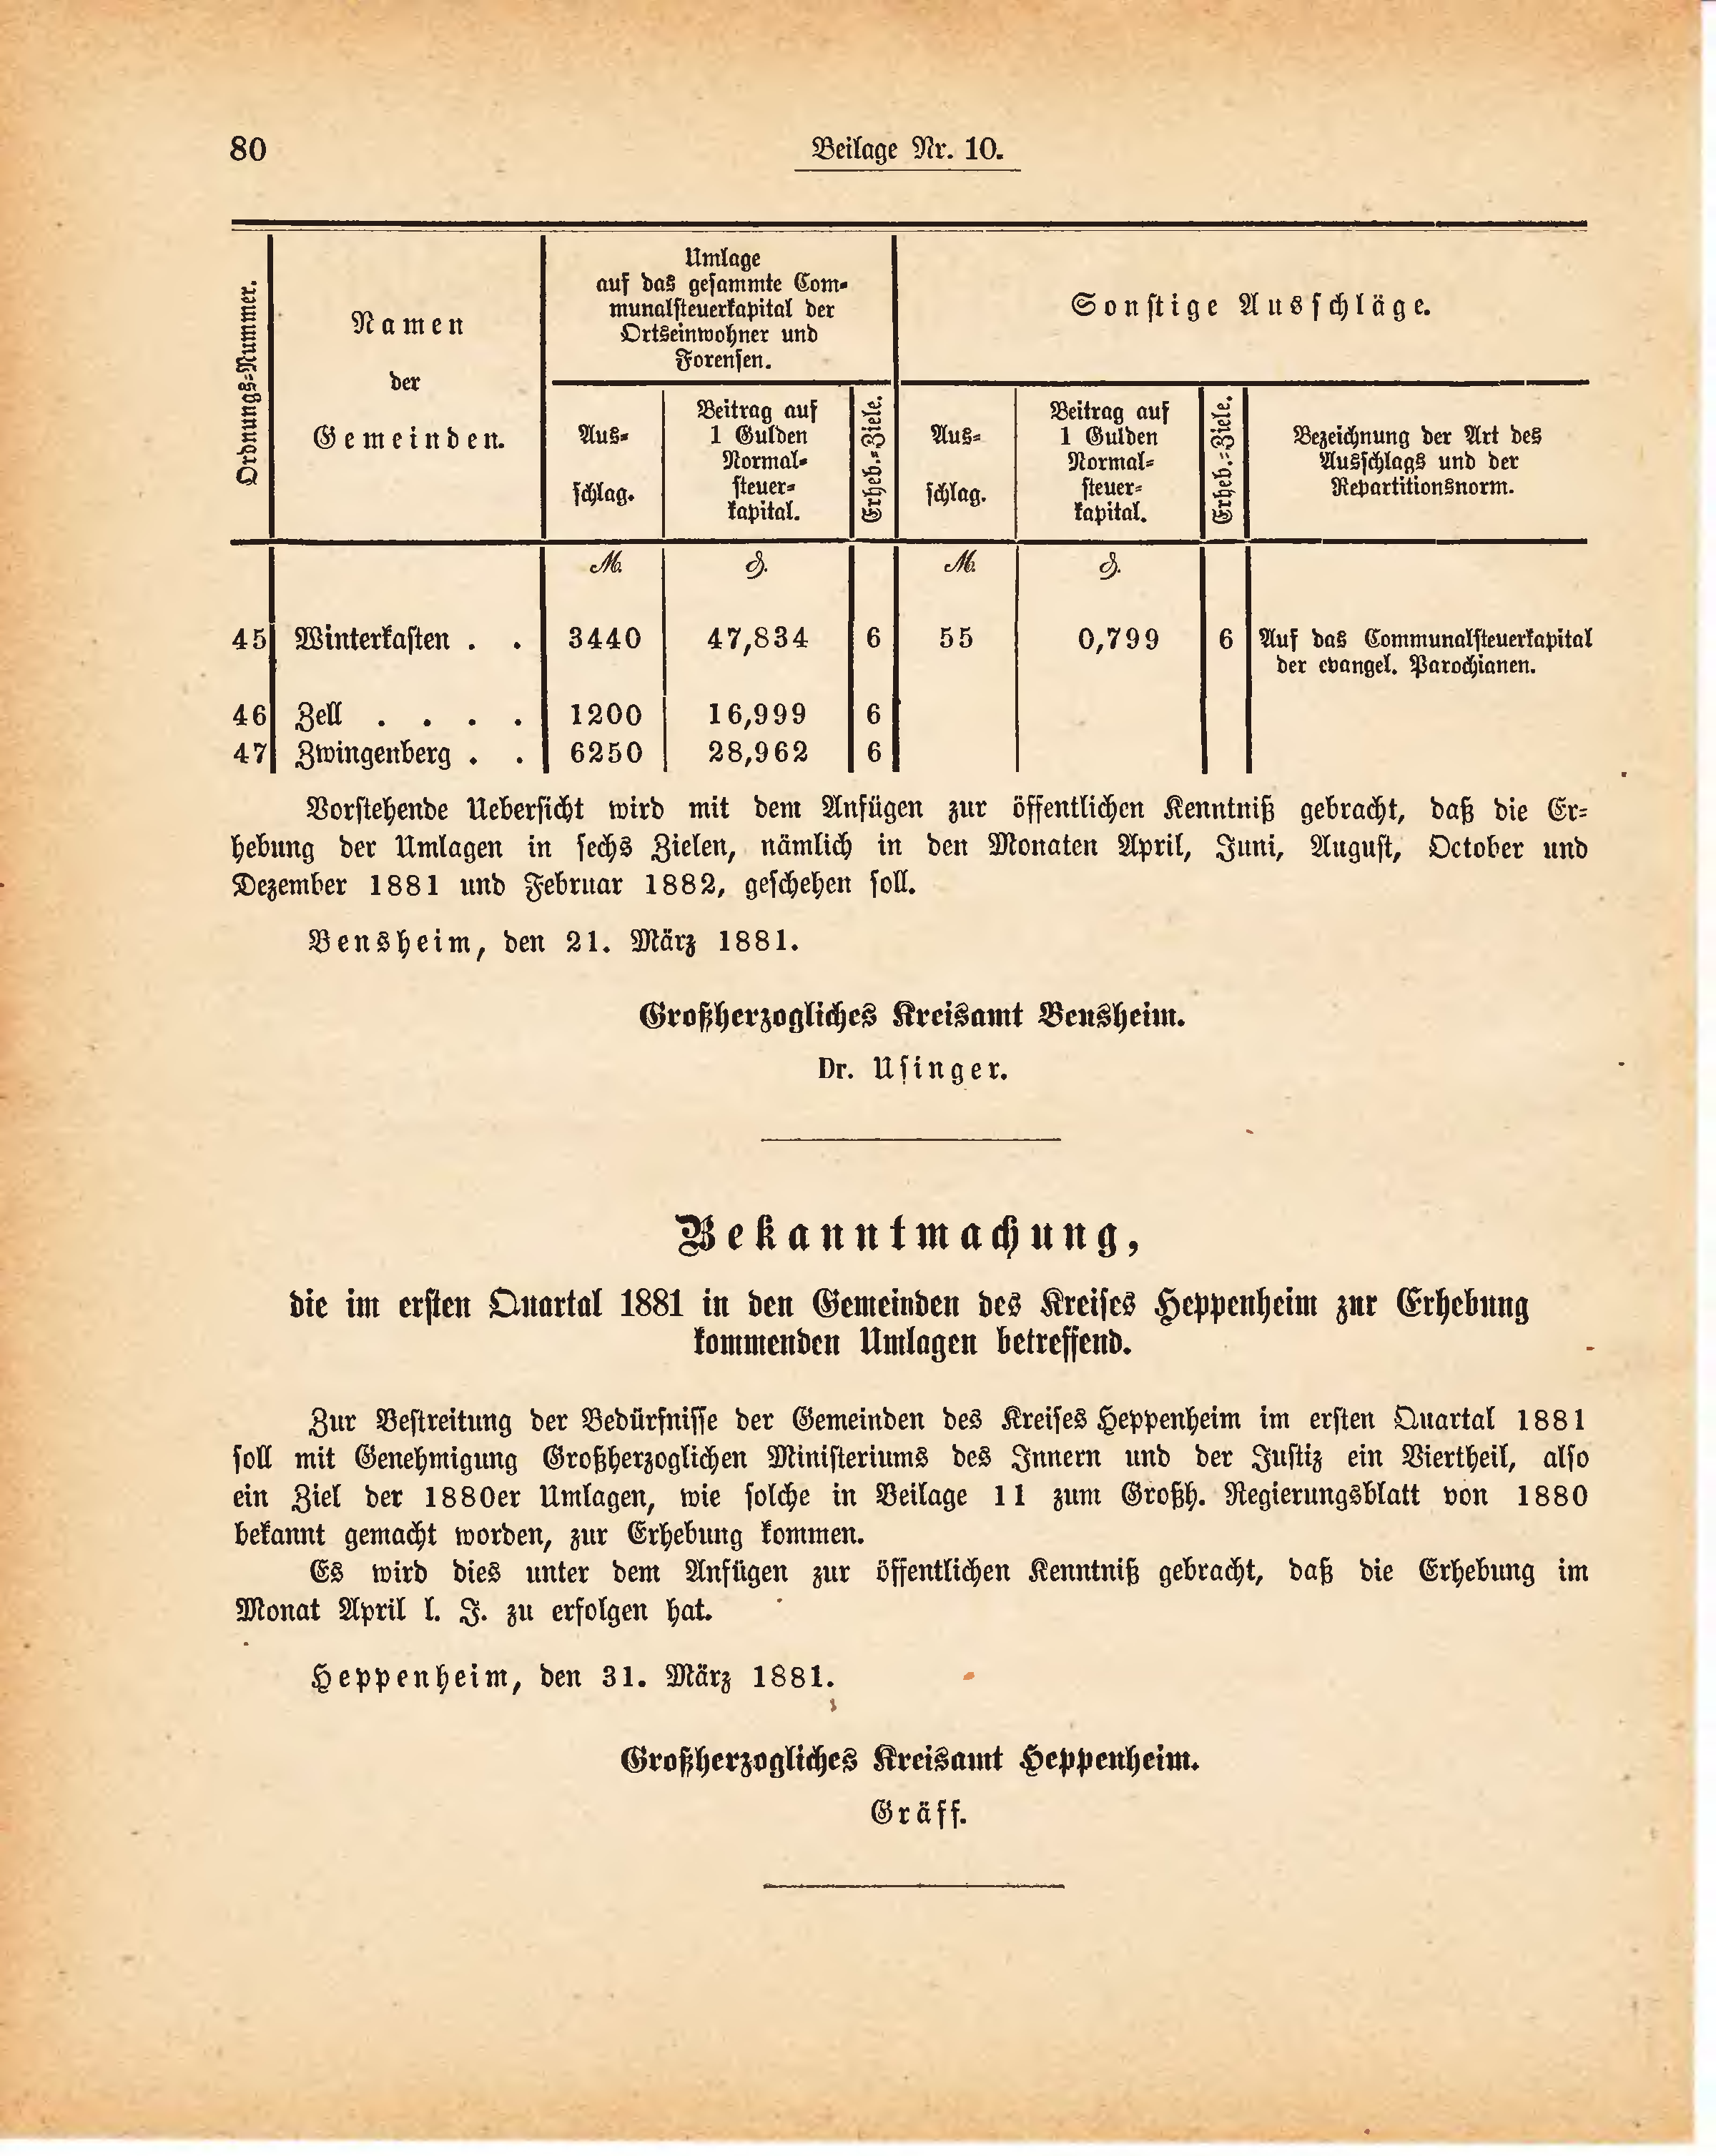 80
Beilage Nr. 10.
Ordnungs-Nummer.
Namen
der
Gemeinden.
Umlage
auf das gesammte Com-
munalsteuerkapital der
Ortseinwohner und
Forensen.
Sonstige Ausschläge.
Aus-
schlag.
Beitrag auf
1 Gulden
Normal-
steuer-
kapital.
Erheb.-Ziele.
Aus-
schlag.
Beitrag auf
1 Gulden
Normal-
steuer-
kapital.
Erheb.-Ziele.
Bezeichnung der Art des
Ausschlags und der
Repartitionsnorm.
M. ₰. M. ₰.
45 Winterkasten . . 3440 47,834 6 55 0,799 6 Auf das Communalsteuerkapital
der evangel. Parochianen.
46 Zell . . . . 1200 16,999 6
47 Zwingenberg . . 6250 28,962 6
Vorstehende Uebersicht wird mit dem Anfügen zur öffentlichen Kenntniß gebracht, daß die Er-
hebung der Umlagen in sechs Zielen, nämlich in den Monaten April, Juni, August, October und
Dezember 1881 und Februar 1882, geschehen soll.
Bensheim, den 21. März 1881.
Großherzogliches Kreisamt Bensheim.
Dr. Usinger.
Bekanntmachung,
die im ersten Quartal 1881 in den Gemeinden des Kreises Heppenheim zur Erhebung
kommenden Umlagen betreffend.
Zur Bestreitung der Bedürfnisse der Gemeinden des Kreises Heppenheim im ersten Quartal 1881
soll mit Genehmigung Großherzoglichen Ministeriums des Innern und der Justiz ein Viertheil, also
ein Ziel der 1880er Umlagen, wie solche in Beilage 11 zum Großh. Regierungsblatt von 1880
bekannt gemacht worden, zur Erhebung kommen.
Es wird dies unter dem Anfügen zur öffentlichen Kenntniß gebracht, daß die Erhebung im
Monat April l. J. zu erfolgen hat.
Heppenheim, den 31. März 1881.
Großherzogliches Kreisamt Heppenheim.
Gräff.